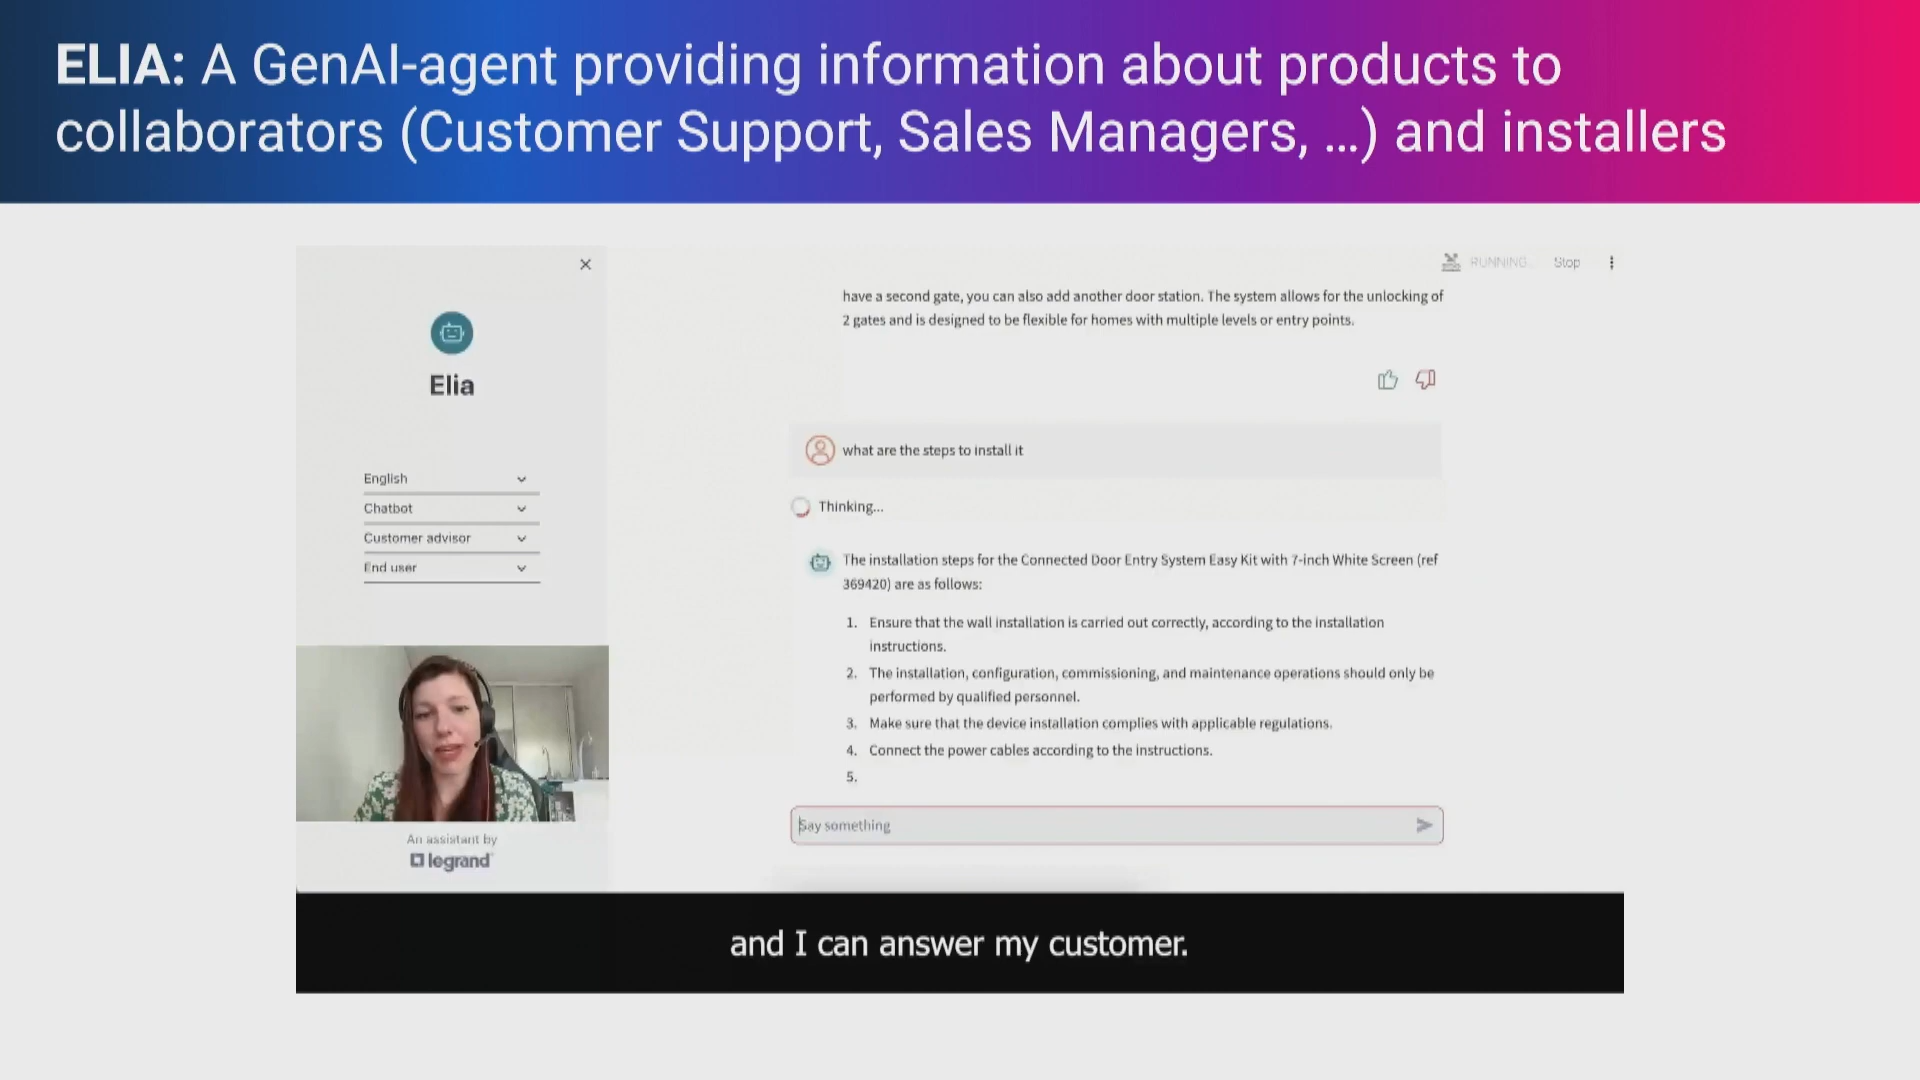 ELIA: A GenAI-agent providing information about products to
collaborators (Customer Support, Sales Managers, ...) and installers
RUNNING...
Stop
have a second gate, you can also add another door station. The system allows for the unlocking of
2 gates and is designed to be flexible for homes with multiple levels or entry points.
Elia
English
Chatbot
Customer advisor
End user
An assistant by
legrand
what are the steps to install it
Thinking...
The installation steps for the Connected Door Entry System Easy Kit with 7-inch White Screen (ref
369420) are as follows:
1. Ensure that the wall installation is carried out correctly, according to the installation
instructions.
2. The installation, configuration, commissioning, and maintenance operations should only be
performed by qualified personnel.
3. Make sure that the device installation complies with applicable regulations.
4. Connect the power cables according to the instructions.
5.
Say something
and I can answer my customer.